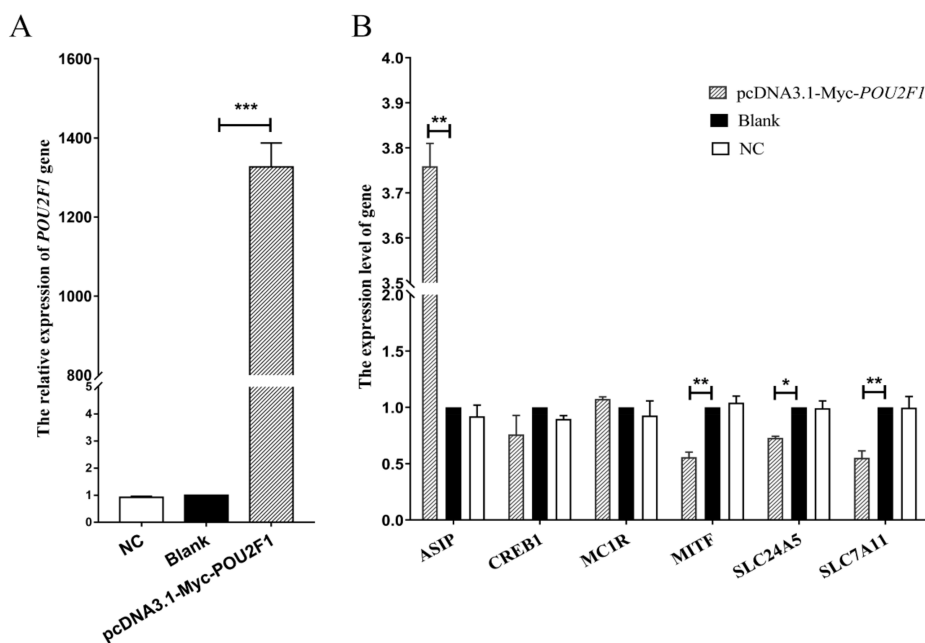 A
The relative expression of POU2F1 gene
1600
1400
1200
1000
800
5
4
3
2
1
0
***
NC
Blank
pcDNA3.1-Myc-POU2F1
B
The expression level of gene
4.0
3.9
3.8
3.7
3.6
3.5
2.0
1.5
1.0
0.5
0.0
**
**
*
**
pcDNA3.1-Myc-POU2F1
Blank
NC
ASIP
CREB1
MC1R
MITF
SLC24A5
SLC7A11